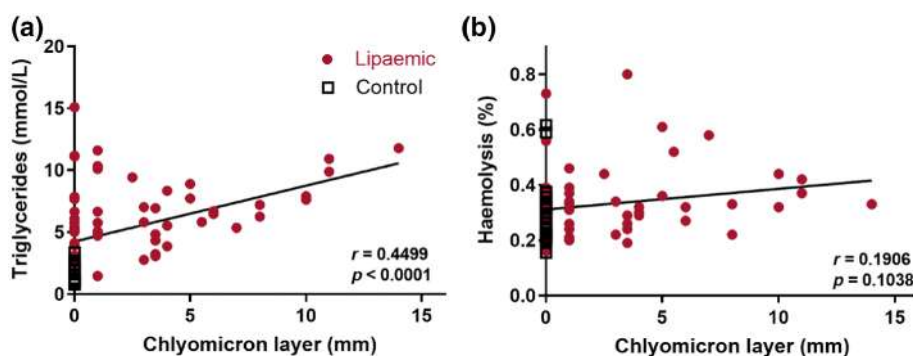 (a)
Triglycerides (mmol/L)
20
15
10
5
0
Lipaemic
Control
r = 0.4499
p < 0.0001
0 5 10 15
Chlyomicron layer (mm)
(b)
Haemolysis (%)
0.8
0.6
0.4
0.2
0.0
r = 0.1906
p = 0.1038
0 5 10 15
Chlyomicron layer (mm)